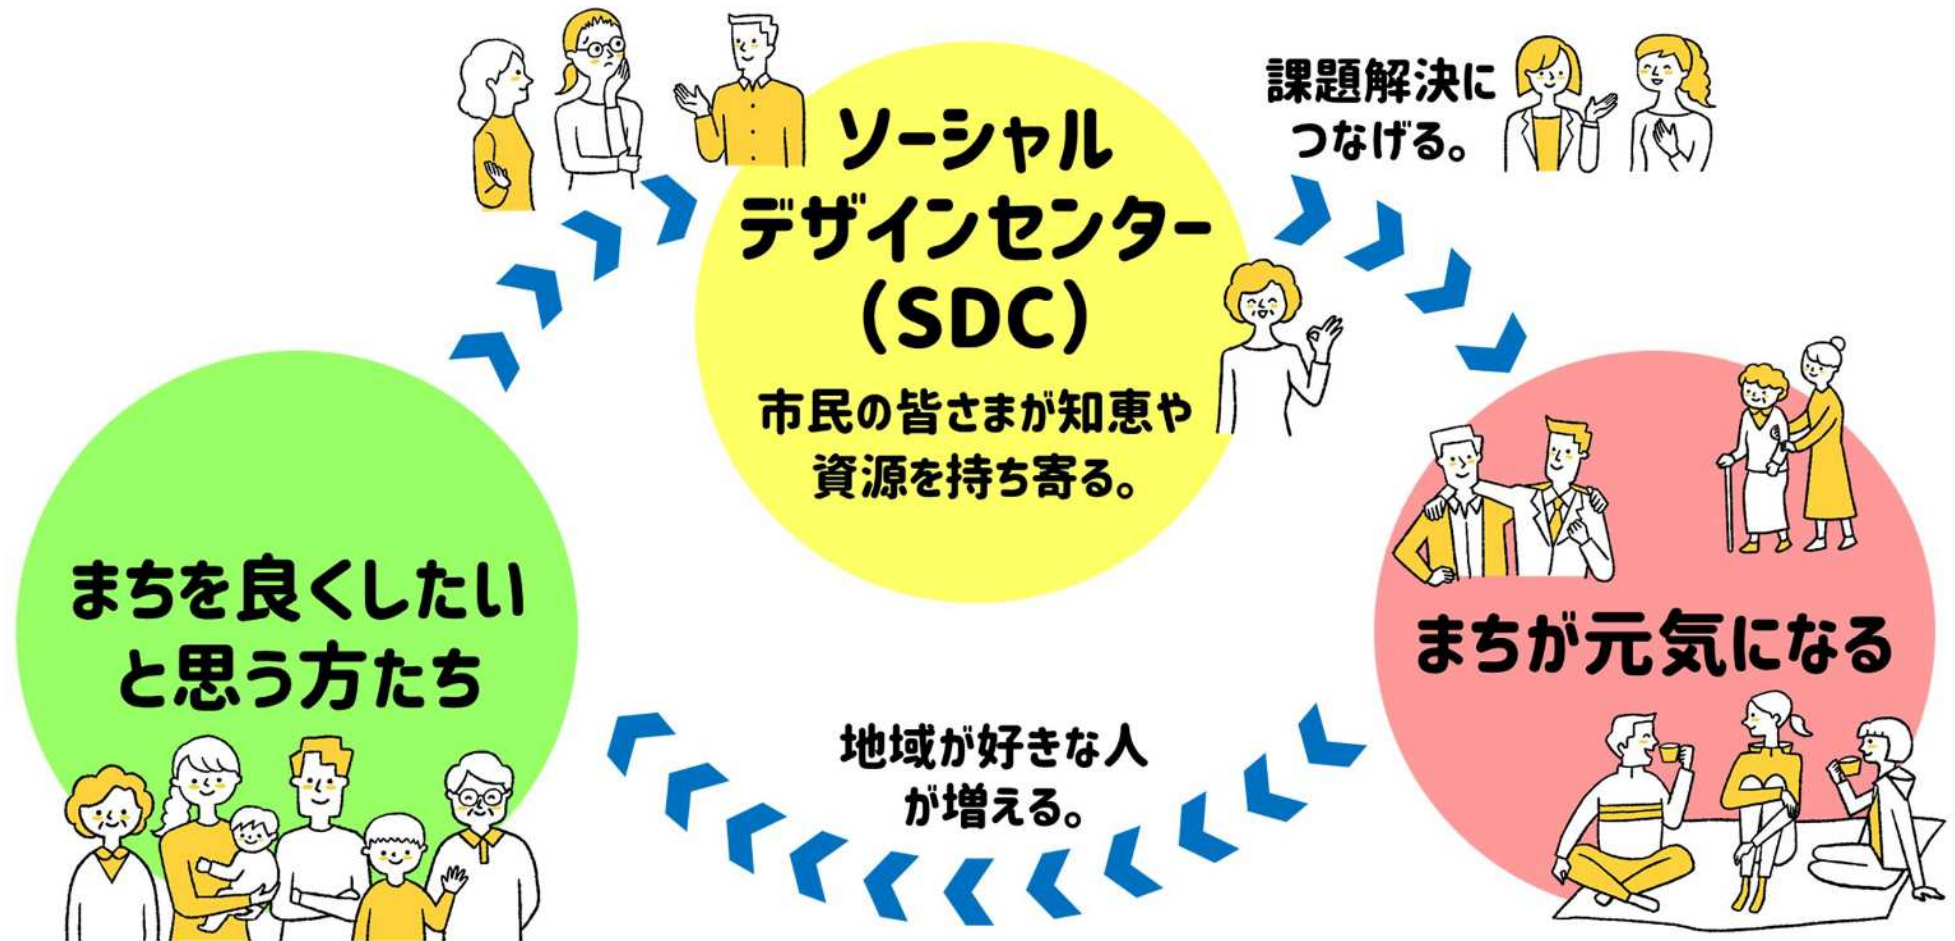 ソーシャル
デザインセンター
（SDC）
市民の皆さまが知恵や
資源を持ち寄る。
課題解決に
つなげる。
まちを良くしたい
と思う方たち
まちが元気になる
地域が好きな人
が増える。